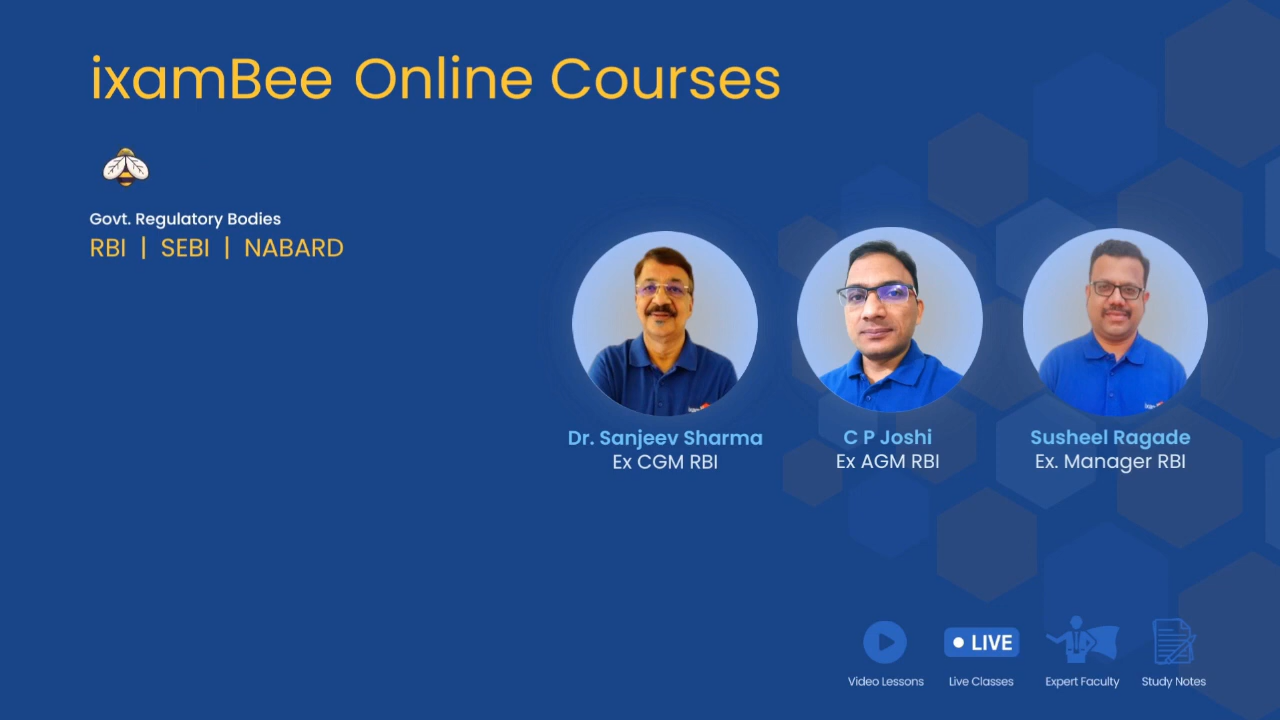 ixamBee Online Courses
Govt. Regulatory Bodies
RBI | SEBI | NABARD
Dr. Sanjeev Sharma
Ex CGM RBI
C P Joshi
Ex AGM RBI
Susheel Ragade
Ex. Manager RBI
LIVE
Video Lessons
Live Classes
Expert Faculty
Study Notes